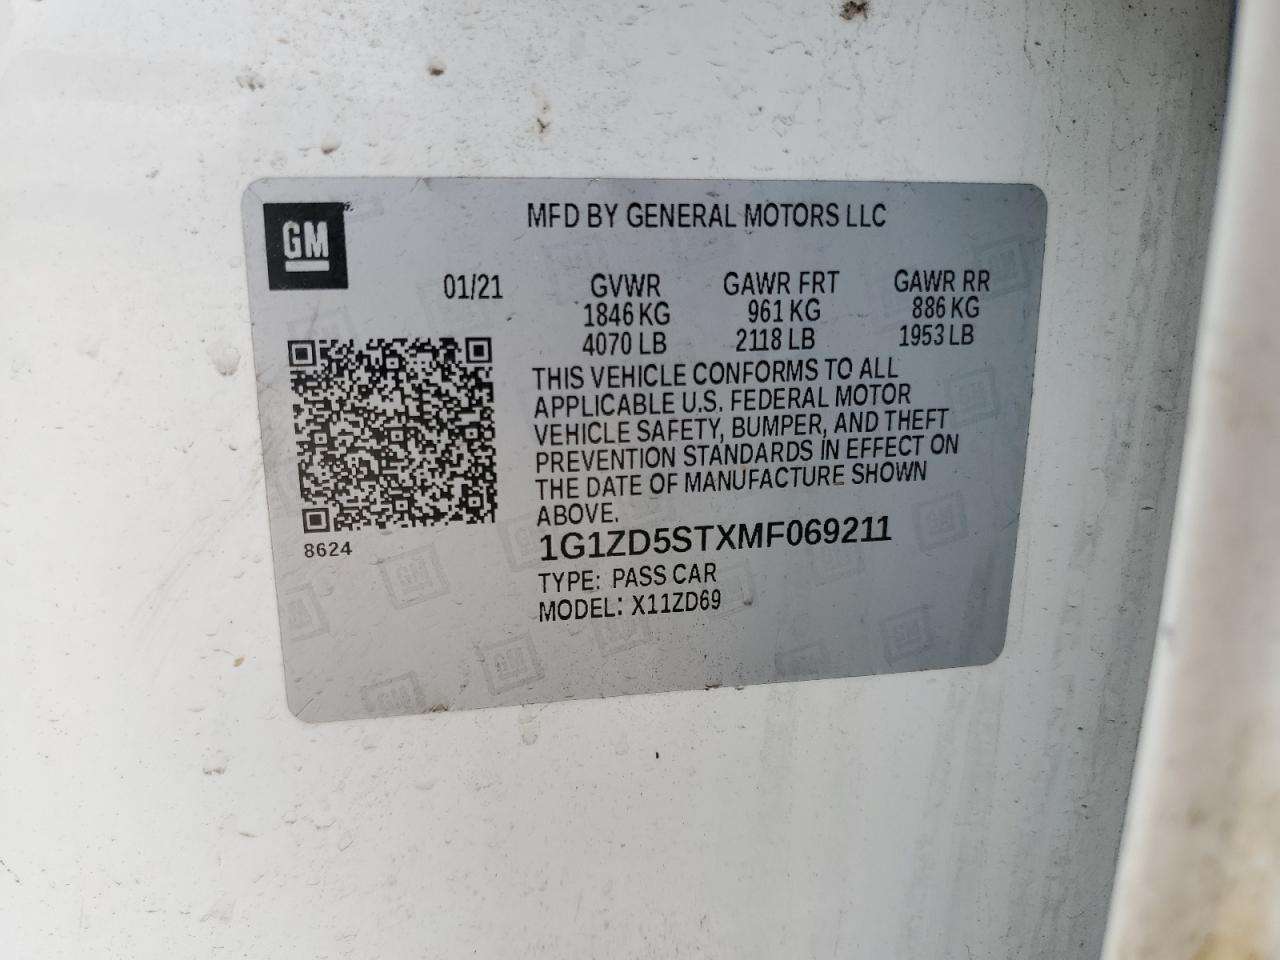 GM
MFD BY GENERAL MOTORS LLC
01/21 GVWR GAWR FRT GAWR RR
1846 KG 961 KG 886 KG
4070 LB 2118 LB 1953 LB
THIS VEHICLE CONFORMS TO ALL
APPLICABLE U.S. FEDERAL MOTOR
VEHICLE SAFETY, BUMPER, AND THEFT
PREVENTION STANDARDS IN EFFECT ON
THE DATE OF MANUFACTURE SHOWN
ABOVE.
8624
1G1ZD5STXMF069211
TYPE: PASS CAR
MODEL: X11ZD69